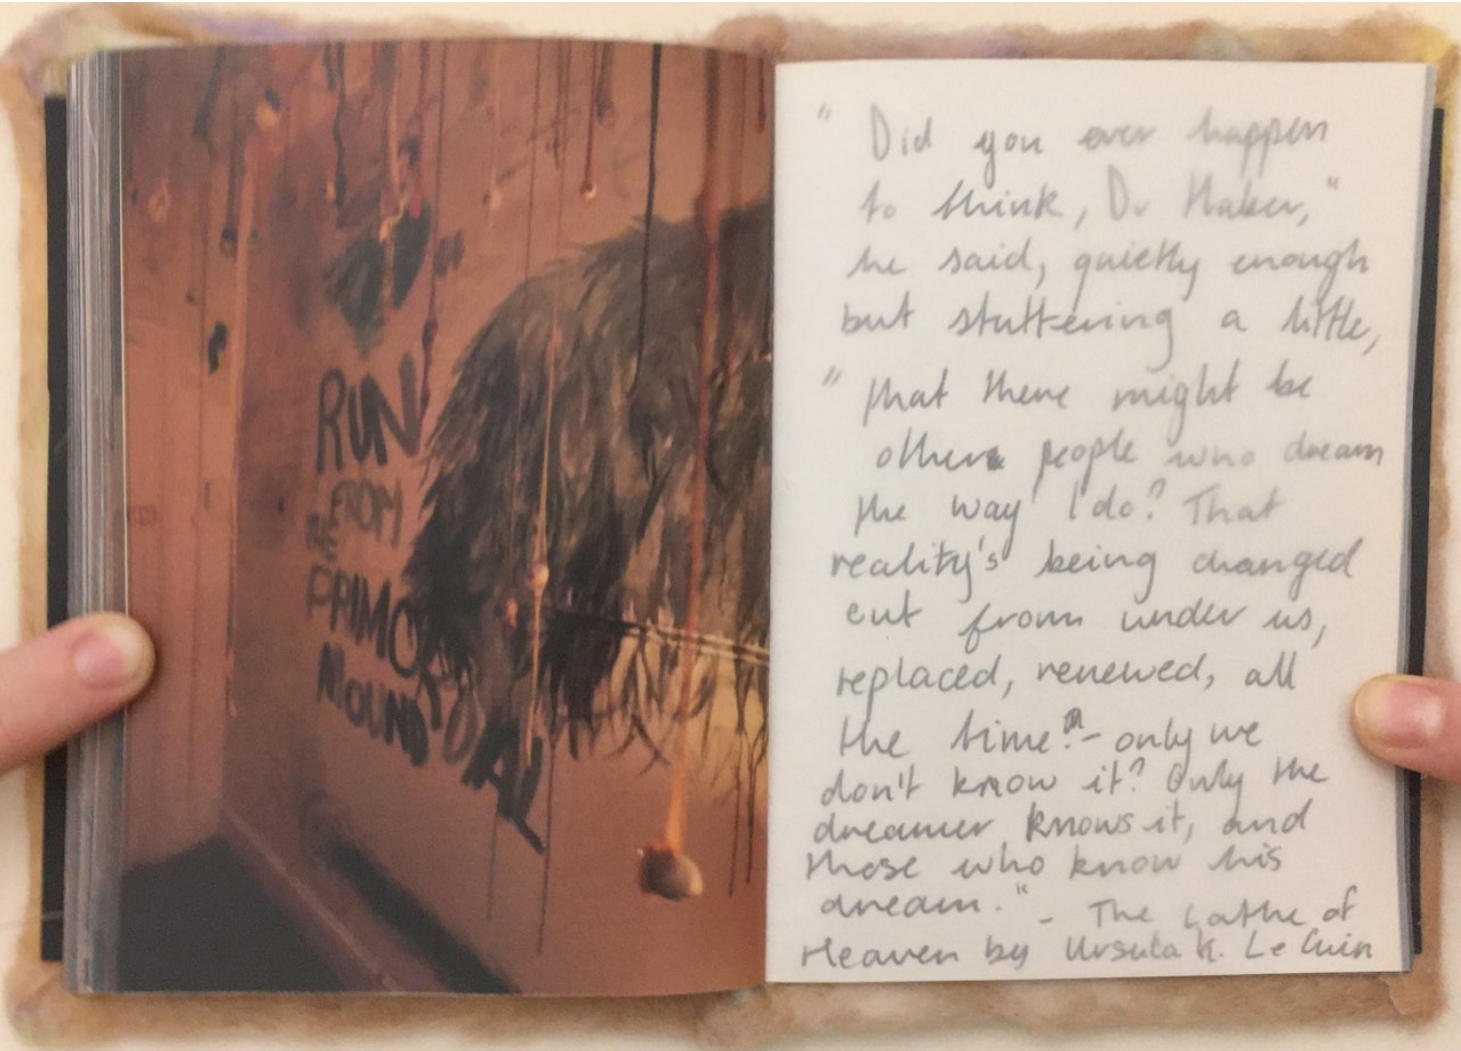 RUN
FROM
THE
PRIMORDIAL
MOUND
" Did you ever happen
to think, Dr Haber,"
he said, quietly enough
but stuttering a little,
" that there might be
others people who dream
the way I do? That
reality's being changed
out from under us,
replaced, renewed, all
the time? - only we
don't know it? Only the
dreamer knows it, and
those who know his
dream." - The Lathe of
Heaven by Ursula K. Le Guin